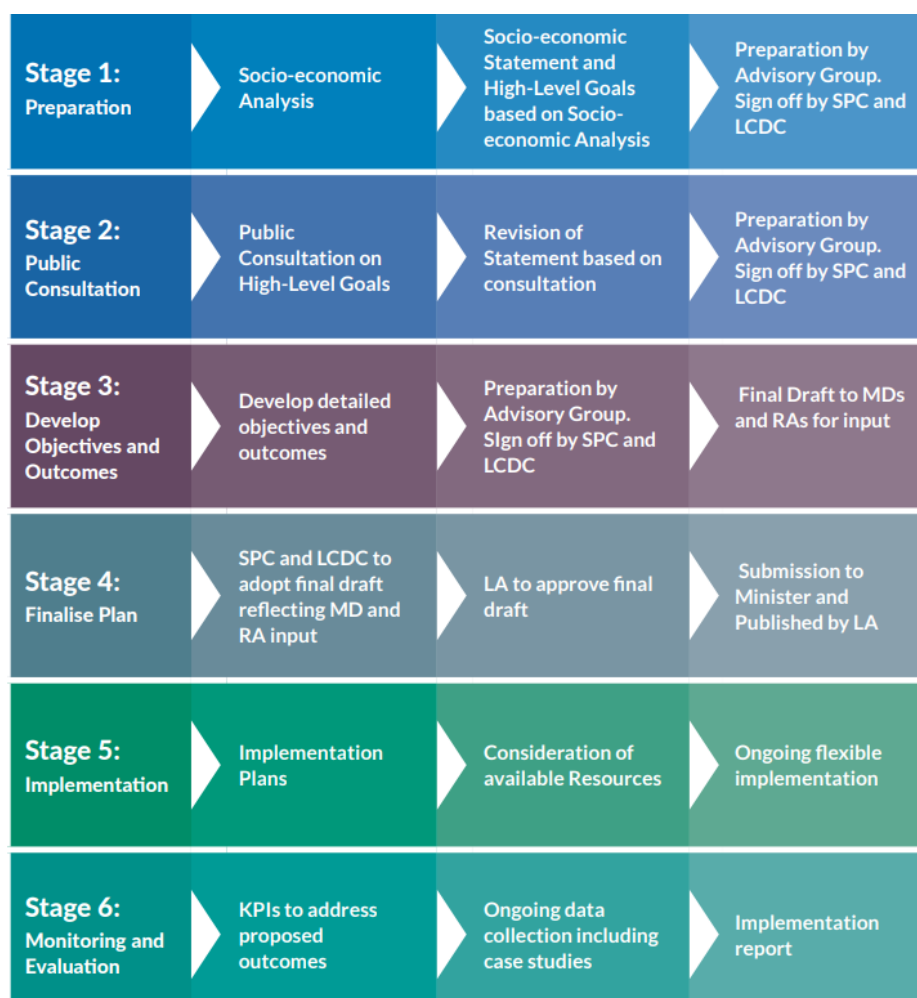 Stage 1:
Preparation
Socio-economic
Analysis
Socio-economic
Statement and
High-Level Goals
based on Socio-
economic Analysis
Preparation by
Advisory Group.
Sign off by SPC and
LCDC
Stage 2:
Public
Consultation
Public
Consultation on
High-Level Goals
Revision of
Statement based on
consultation
Preparation by
Advisory Group.
Sign off by SPC and
LCDC
Stage 3:
Develop
Objectives and
Outcomes
Develop detailed
objectives and
outcomes
Preparation by
Advisory Group.
SIgn off by SPC and
LCDC
Final Draft to MDs
and RAs for input
Stage 4:
Finalise Plan
SPC and LCDC to
adopt final draft
reflecting MD and
RA input
LA to approve final
draft
Submission to
Minister and
Published by LA
Stage 5:
Implementation
Implementation
Plans
Consideration of
available Resources
Ongoing flexible
implementation
Stage 6:
Monitoring and
Evaluation
KPIs to address
proposed
outcomes
Ongoing data
collection including
case studies
Implementation
report